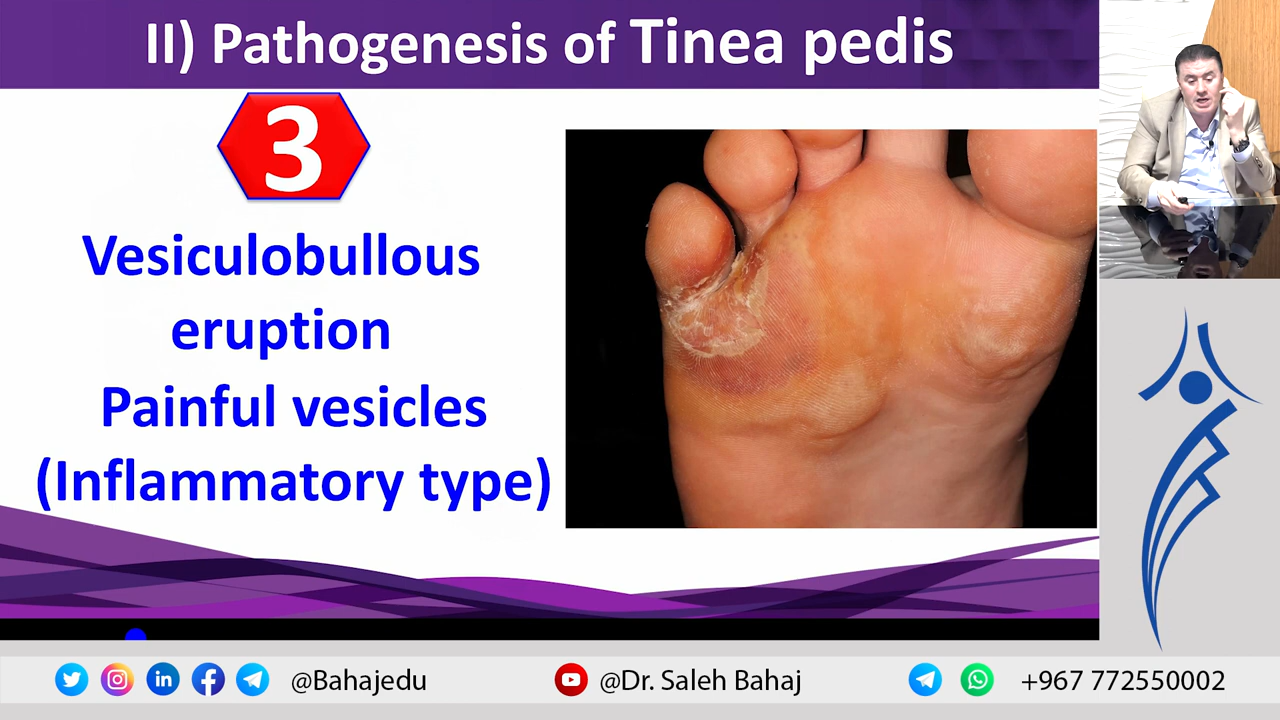 II) Pathogenesis of Tinea pedis
3
Vesiculobullous
eruption
Painful vesicles
(Inflammatory type)
@Bahajedu
@Dr. Saleh Bahaj
+967 772550002